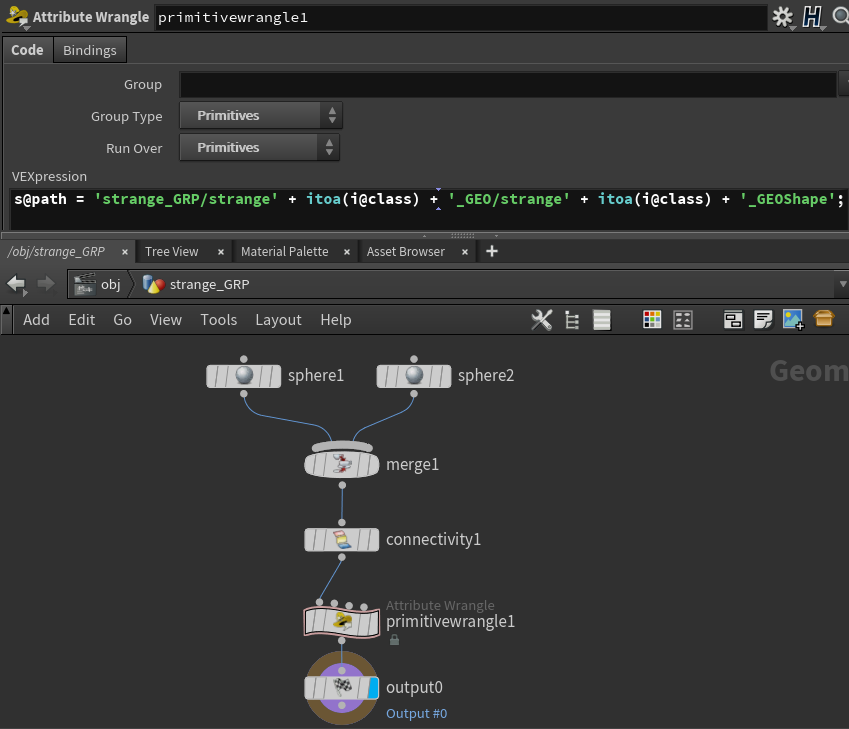 Attribute Wrangle primitivewrangle1
Code Bindings
Group
Group Type Primitives
Run Over Primitives
VEXpression
s@path = 'strange_GRP/strange' + itoa(i@class) + '_GEO/strange' + itoa(i@class) + '_GEOShape';
/obj/strange_GRP × Tree View × Material Palette × Asset Browser × +
obj strange_GRP
Add Edit Go View Tools Layout Help
Geom
sphere1 sphere2
merge1
connectivity1
Attribute Wrangle
primitivewrangle1
output0
Output #0